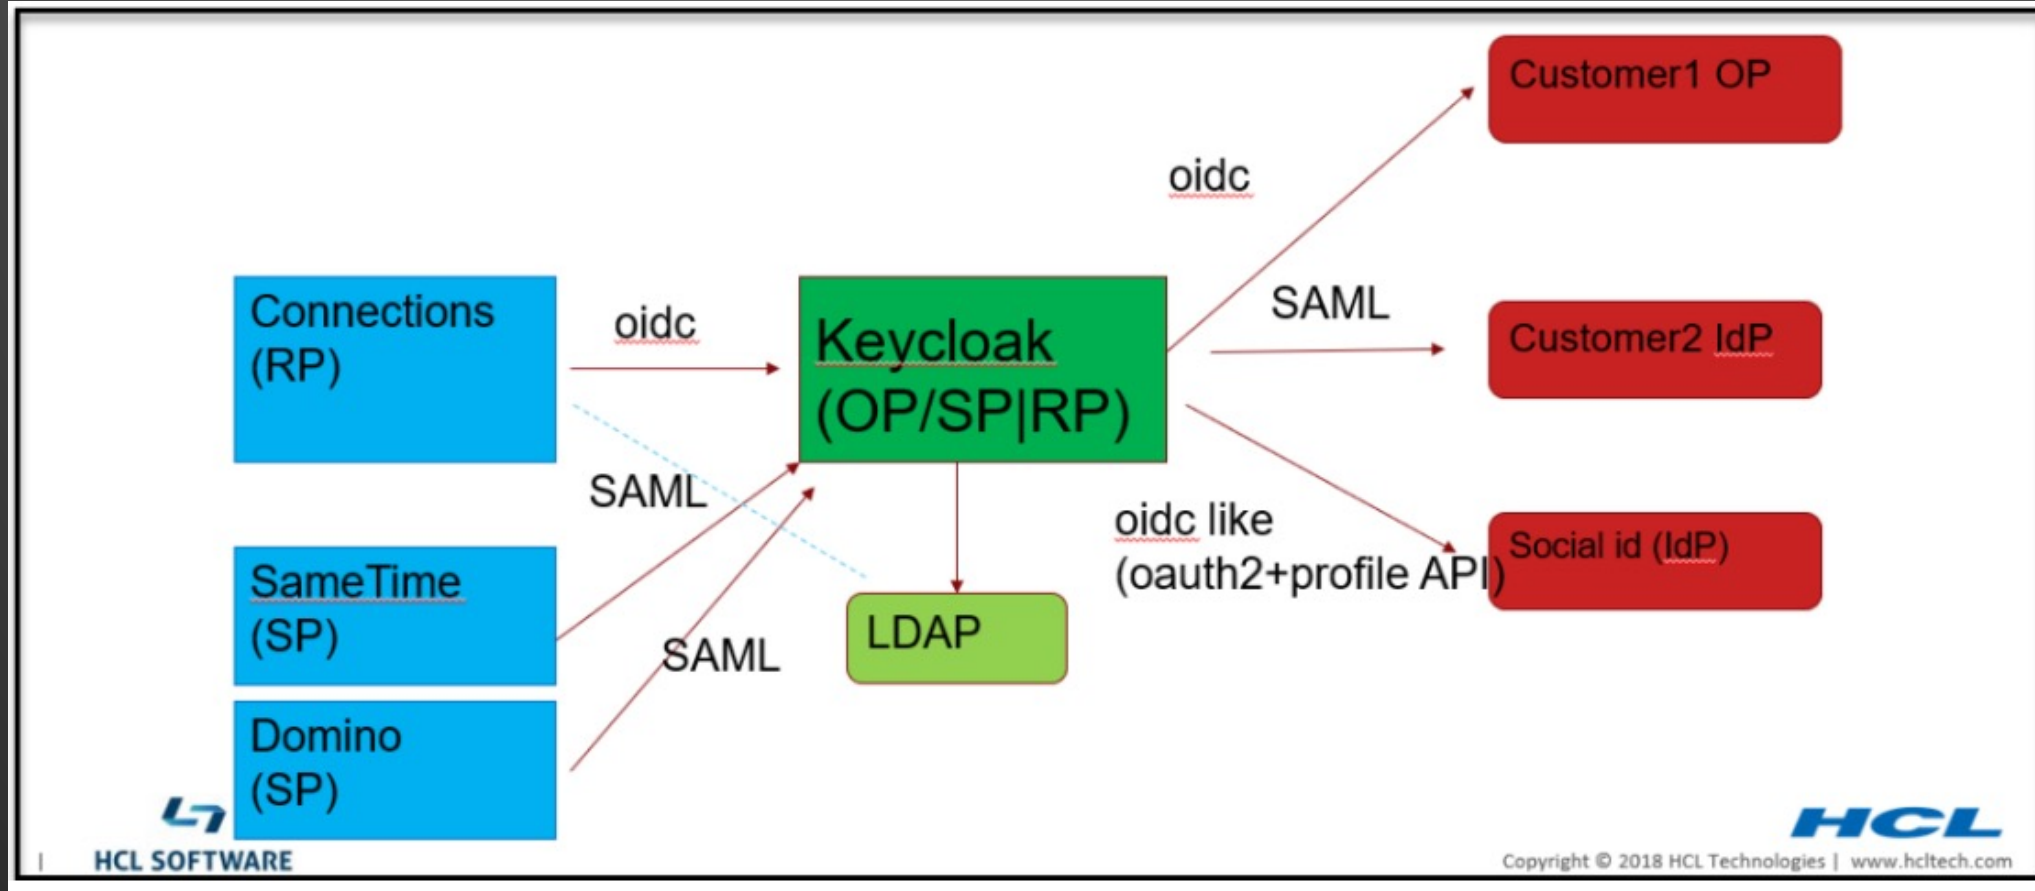 Customer1 OP
oidc
Connections
(RP)
oidc
Keycloak
(OP/SP|RP)
SAML
Customer2 IdP
SAML
oidc like
(oauth2+profile API)
Social id (IdP)
SameTime
(SP)
LDAP
SAML
Domino
(SP)
HCL SOFTWARE
HCL
Copyright © 2018 HCL Technologies | www.hcltech.com